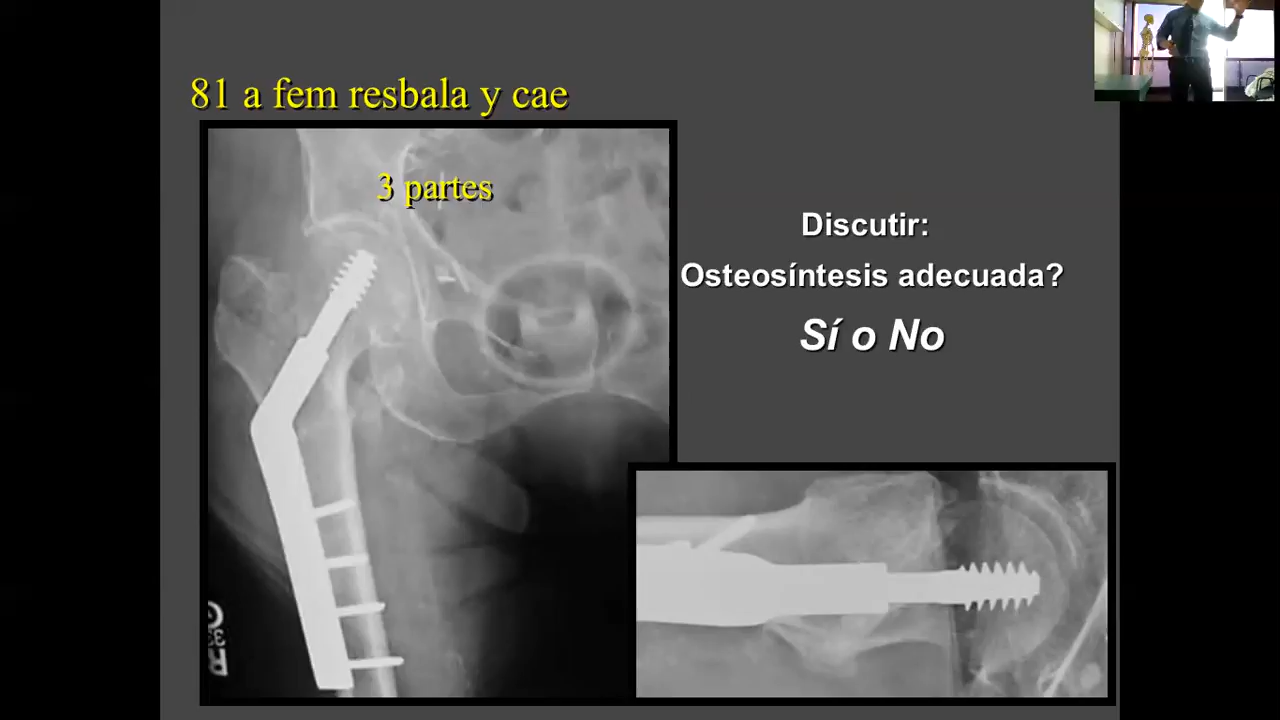 81 a fem resbala y cae
3 partes
Discutir:
Osteosíntesis adecuada?
Sí o No